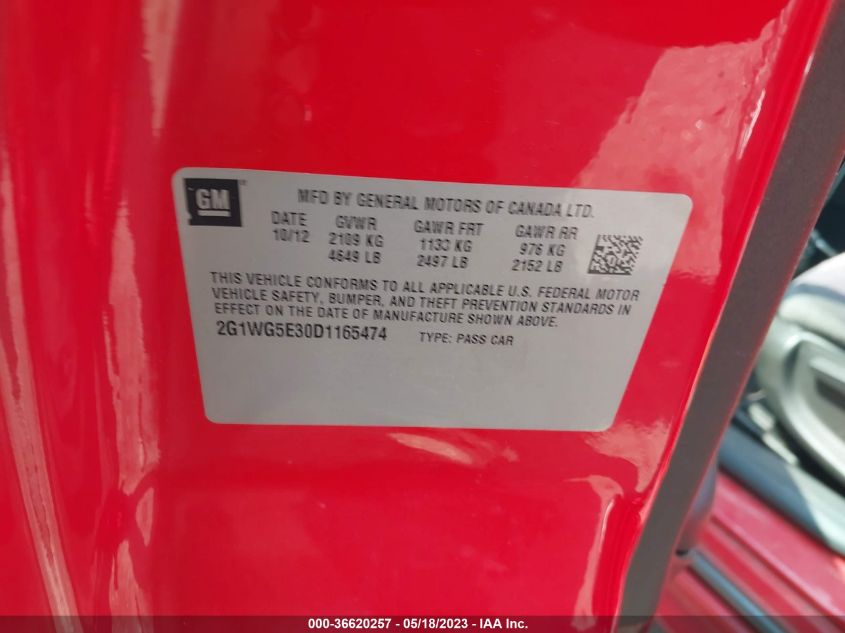 GM
MFD BY GENERAL MOTORS OF CANADA LTD.
DATE GVWR GAWR FRT GAWR RR
10/12 2109 KG 1133 KG 976 KG
4649 LB 2497 LB 2152 LB
THIS VEHICLE CONFORMS TO ALL APPLICABLE U.S. FEDERAL MOTOR
VEHICLE SAFETY, BUMPER, AND THEFT PREVENTION STANDARDS IN
EFFECT ON THE DATE OF MANUFACTURE SHOWN ABOVE.
2G1WG5E30D1165474 TYPE: PASS CAR
000-36620257 - 05/18/2023 - IAA, Inc.